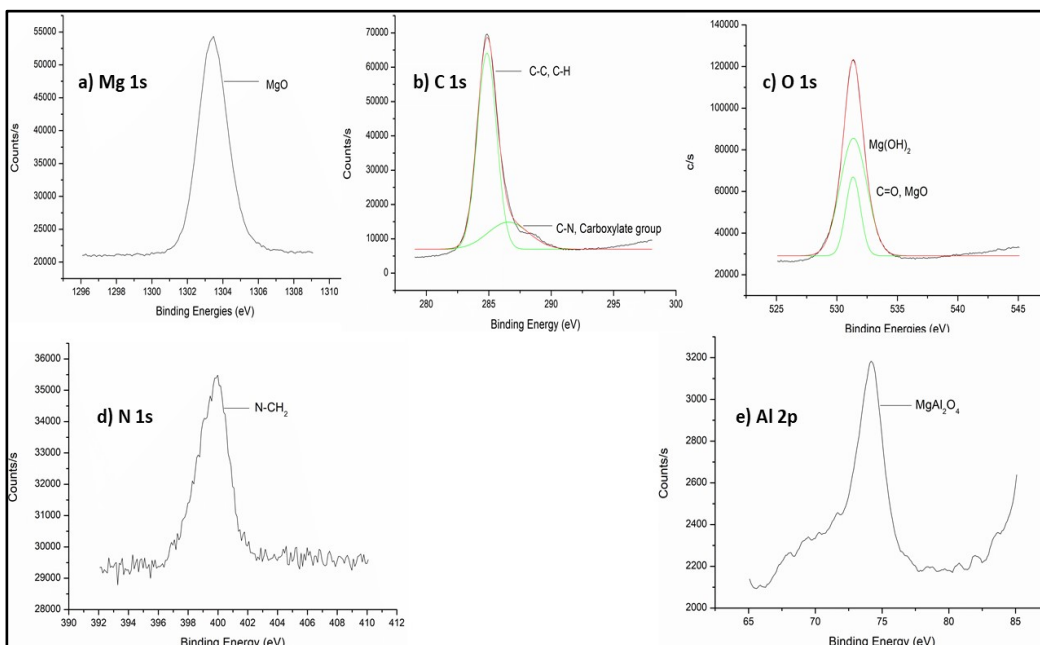 a) Mg 1s
MgO
55000
50000
45000
40000
35000
30000
25000
20000
Counts/s
1296 1298 1300 1302 1304 1306 1308 1310
Binding Energies (eV)
b) C 1s
C-C, C-H
C-N, Carboxylate group
70000
60000
50000
40000
30000
20000
10000
0
Counts/s
280 285 290 295 300
Binding Energy (eV)
c) O 1s
Mg(OH)₂
C=O, MgO
140000
120000
100000
80000
60000
40000
20000
c/s
525 530 535 540 545
Binding Energies (eV)
d) N 1s
N-CH₂
36000
35000
34000
33000
32000
31000
30000
29000
28000
Counts/s
390 392 394 396 398 400 402 404 406 408 410 412
Binding Energy (eV)
e) Al 2p
MgAl₂O₄
3200
3000
2800
2600
2400
2200
2000
Counts/s
65 70 75 80 85
Binding Energy (eV)